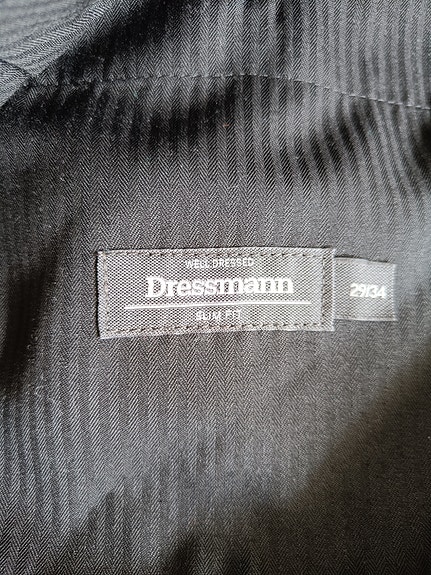 WELL DRESSED
Dressmann
SLIM FIT
29/34